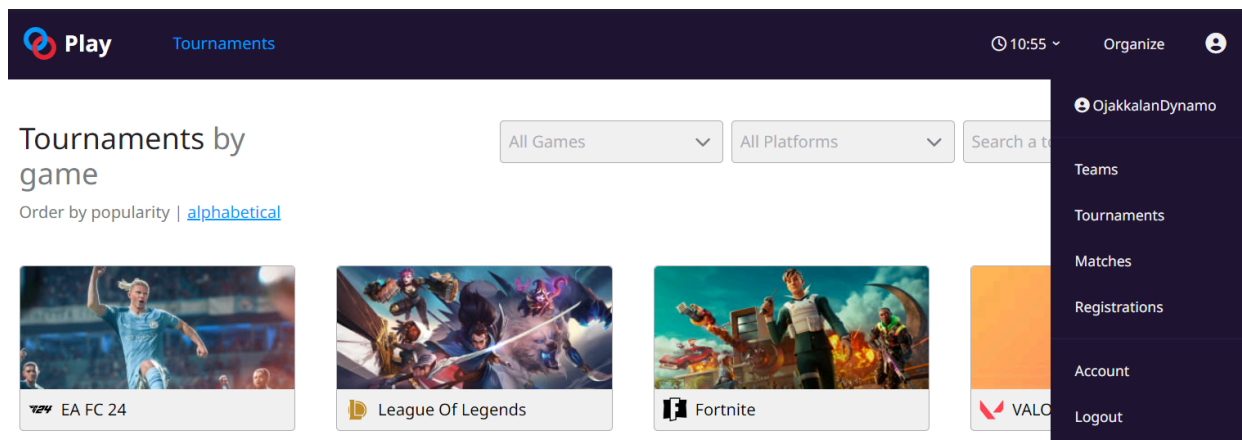 Play Tournaments 10:55 Organize
OjakkalanDynamo
Teams
Tournaments
Matches
Registrations
Account
Logout
Tournaments by
game
Order by popularity | alphabetical
All Games All Platforms Search a
EA FC 24
League Of Legends
Fortnite
VALO